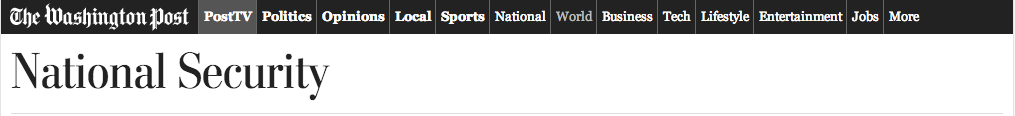 The Washington Post PostTV Politics Opinions Local Sports National World Business Tech Lifestyle Entertainment Jobs More
National Security